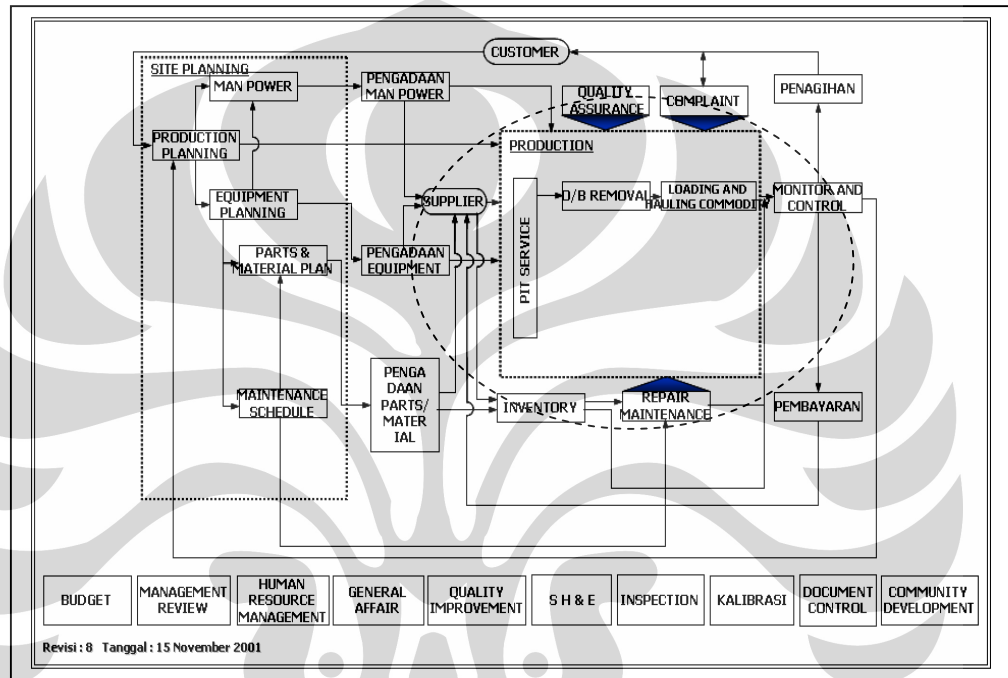 CUSTOMER
SITE PLANNING
MAN POWER
PENGADAAN
MAN POWER
QUALITY
ASSURANCE
COMPLAINT
PENAGIHAN
PRODUCTION
PLANNING
PRODUCTION
EQUIPMENT
PLANNING
SUPPLIER
PIT SERVICE
O/B REMOVAL
LOADING AND
HAULING COMMODITY
MONITOR AND
CONTROL
PARTS &
MATERIAL PLAN
PENGADAAN
EQUIPMENT
MAINTENANCE
SCHEDULE
PENGA
DAAN
PARTS/
MATER
IAL
INVENTORY
REPAIR
MAINTENANCE
PEMBAYARAN
BUDGET
MANAGEMENT
REVIEW
HUMAN
RESOURCE
MANAGEMENT
GENERAL
AFFAIR
QUALITY
IMPROVEMENT
S H & E
INSPECTION
KALIBRASI
DOCUMENT
CONTROL
COMMUNITY
DEVELOPMENT
Revisi : 8 Tanggal : 15 November 2001